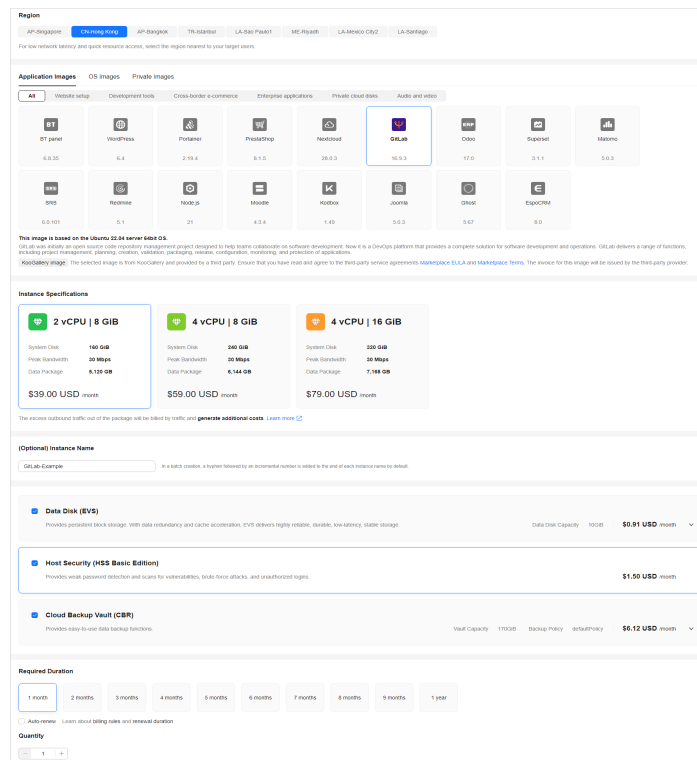 Region
AP-Singapore CN-Hong Kong AP-Bangkok TR-Istanbul LA-Sao Paulo1 ME-Riyadh LA-Mexico City2 LA-Santiago
For low network latency and quick resource access, select the region nearest to your target users.
Application Images OS Images Private Images
All Website setup Development tools Cross-border e-commerce Enterprise applications Private cloud disks Audio and video
BT ERP
BT panel WordPress Portainer PrestaShop Nextcloud GitLab Odoo Superset Matomo
6.8.35 6.4 2.19.4 8.1.5 28.0.3 16.9.2 17.0 3.1.1 5.0.3
SRS
SRS Redmine Node.js Moodle Kodbox Joomla Ghost EspoCRM
6.0.101 5.1 21 4.3.4 1.49 5.0.3 5.67 8.0
This image is based on the Ubuntu 22.04 server 64bit OS.
GitLab was initially an open source code repository management project designed to help teams collaborate on software development. Now it is a DevOps platform that provides a complete solution for software development and operations. GitLab delivers a range of functions,
including project management, planning, creation, validation, packaging, release, configuration, monitoring, and protection of applications.
KooGallery image The selected image is from KooGallery and provided by a third party. Ensure that you have read and agree to the third-party service agreements Marketplace EULA and Marketplace Terms. The invoice for this image will be issued by the third-party provider.
Instance Specifications
2 vCPU | 8 GiB 4 vCPU | 8 GiB 4 vCPU | 16 GiB
System Disk 160 GiB System Disk 240 GiB System Disk 320 GiB
Peak Bandwidth 30 Mbps Peak Bandwidth 30 Mbps Peak Bandwidth 30 Mbps
Data Package 5,120 GB Data Package 6,144 GB Data Package 7,168 GB
$39.00 USD /month $59.00 USD /month $79.00 USD /month
The excess outbound traffic out of the package will be billed by traffic and generate additional costs. Learn more
(Optional) Instance Name
GitLab-Example In a batch creation, a hyphen followed by an incremental number is added to the end of each instance name by default.
Data Disk (EVS)
Provides persistent block storage. With data redundancy and cache acceleration, EVS delivers highly reliable, durable, low-latency, stable storage. Data Disk Capacity 10GiB $0.91 USD /month
Host Security (HSS Basic Edition)
Provides weak password detection and scans for vulnerabilities, brute-force attacks, and unauthorized logins. $1.50 USD /month
Cloud Backup Vault (CBR)
Provides easy-to-use data backup functions. Vault Capacity 170GiB Backup Policy defaultPolicy $6.12 USD /month
Required Duration
1 month 2 months 3 months 4 months 5 months 6 months 7 months 8 months 9 months 1 year
Auto-renew Learn about billing rules and renewal duration
Quantity
− 1 +